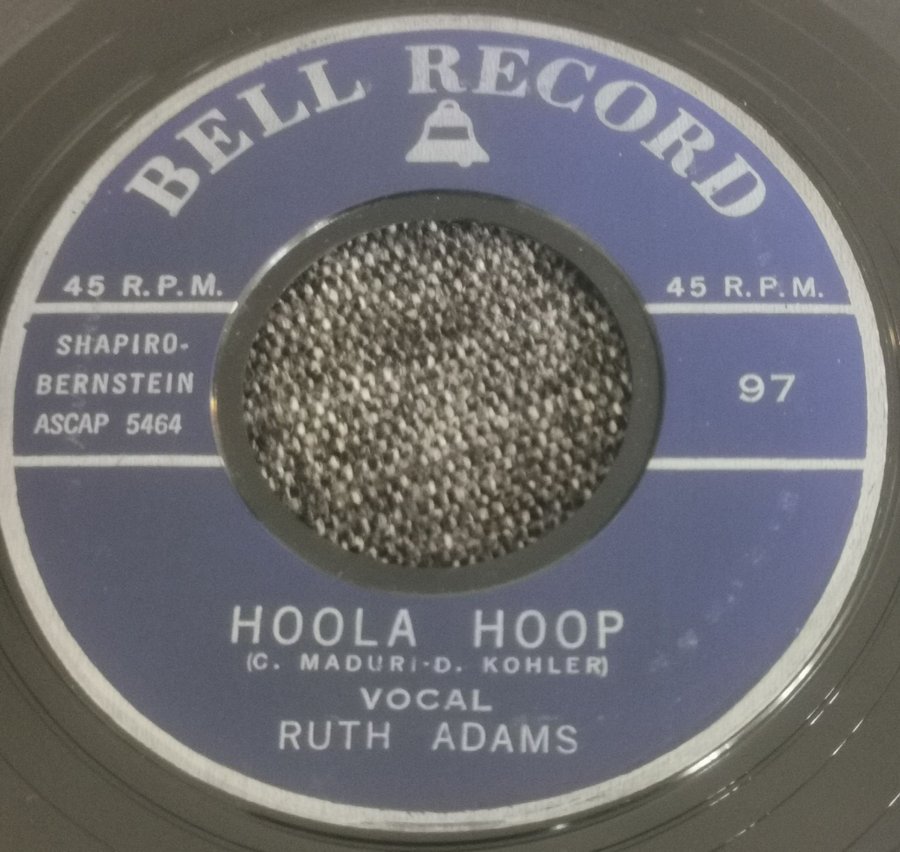 BELL RECORD
45 R.P.M.
45 R.P.M.
SHAPIRO-
BERNSTEIN
ASCAP 5464
97
HOOLA HOOP
(C. MADURI-D. KOHLER)
VOCAL
RUTH ADAMS